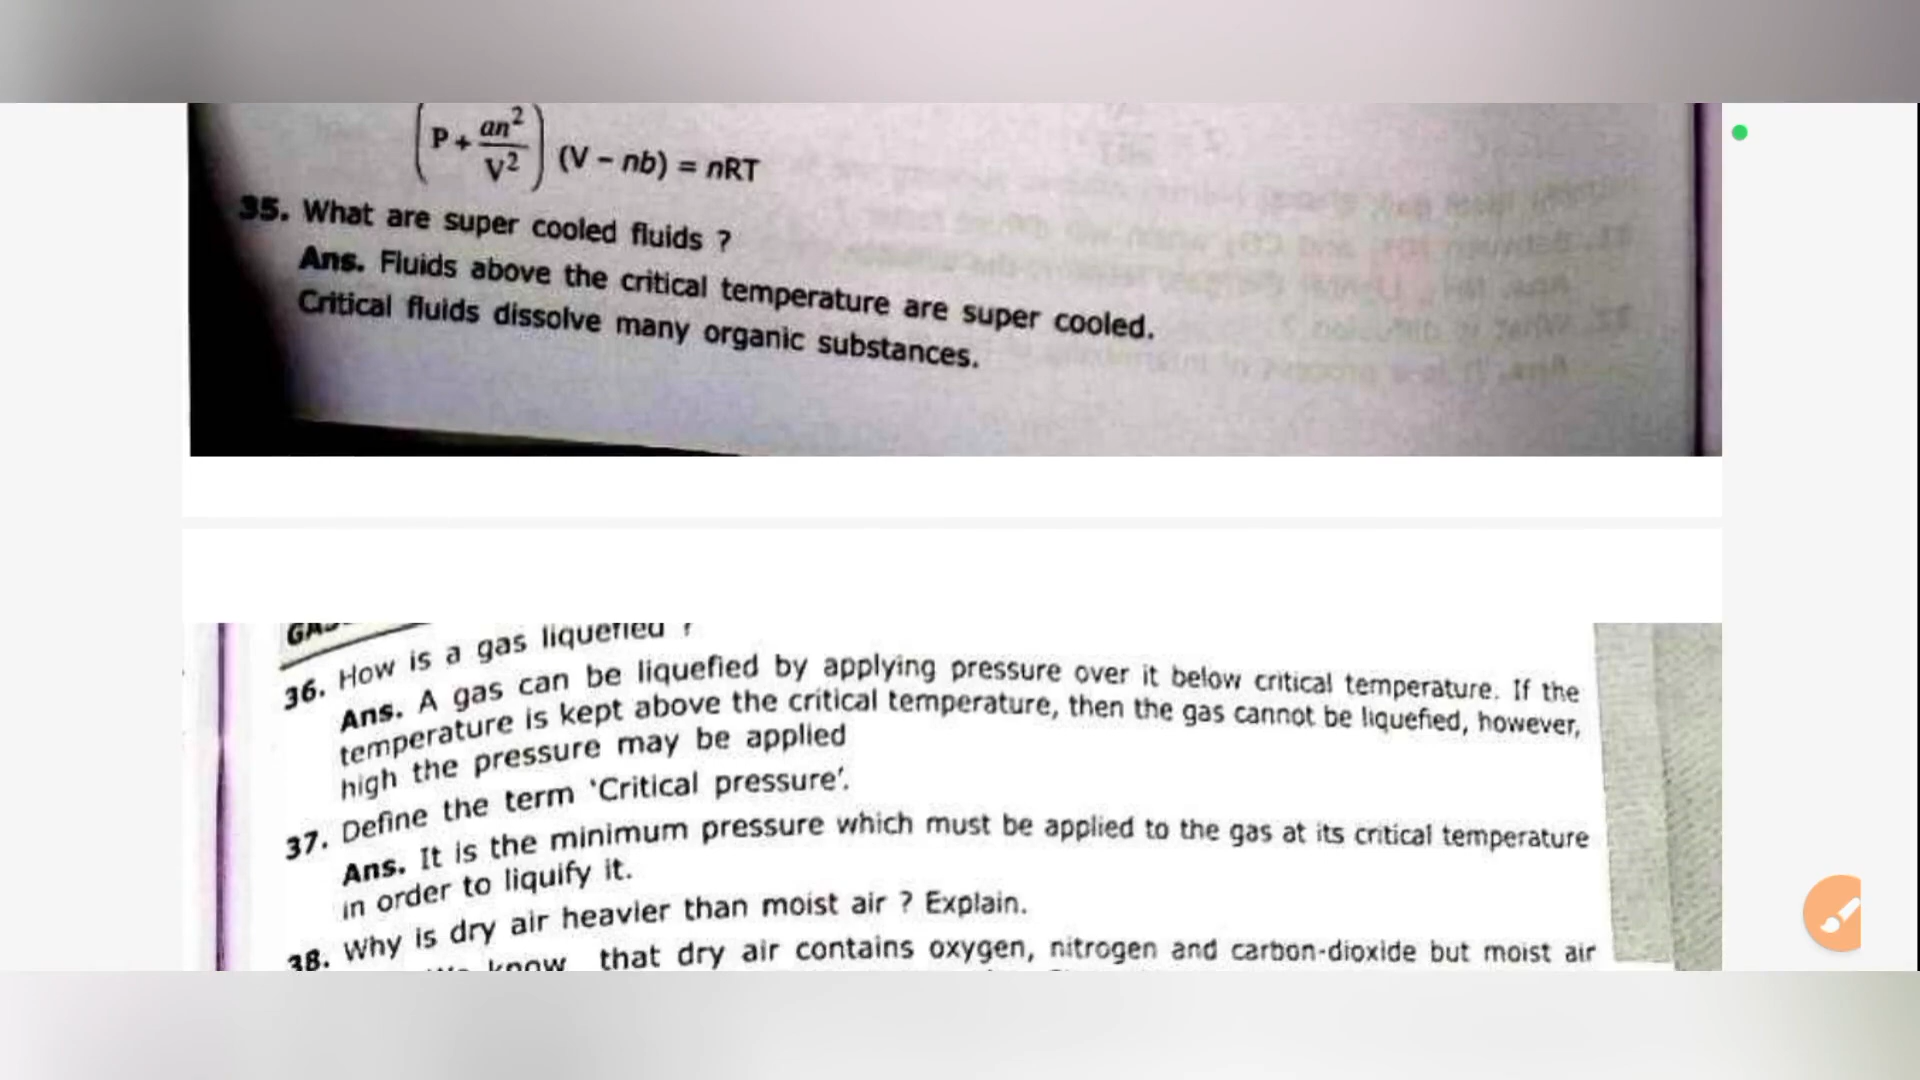 (P + an²/V²) (V – nb) = nRT
35. What are super cooled fluids ?
Ans. Fluids above the critical temperature are super cooled.
Critical fluids dissolve many organic substances.
36. How is a gas liquefied ?
Ans. A gas can be liquefied by applying pressure over it below critical temperature. If the
temperature is kept above the critical temperature, then the gas cannot be liquefied, however,
high the pressure may be applied
37. Define the term 'Critical pressure'.
Ans. It is the minimum pressure which must be applied to the gas at its critical temperature
in order to liquify it.
38. Why is dry air heavier than moist air ? Explain.
know that dry air contains oxygen, nitrogen and carbon-dioxide but moist air